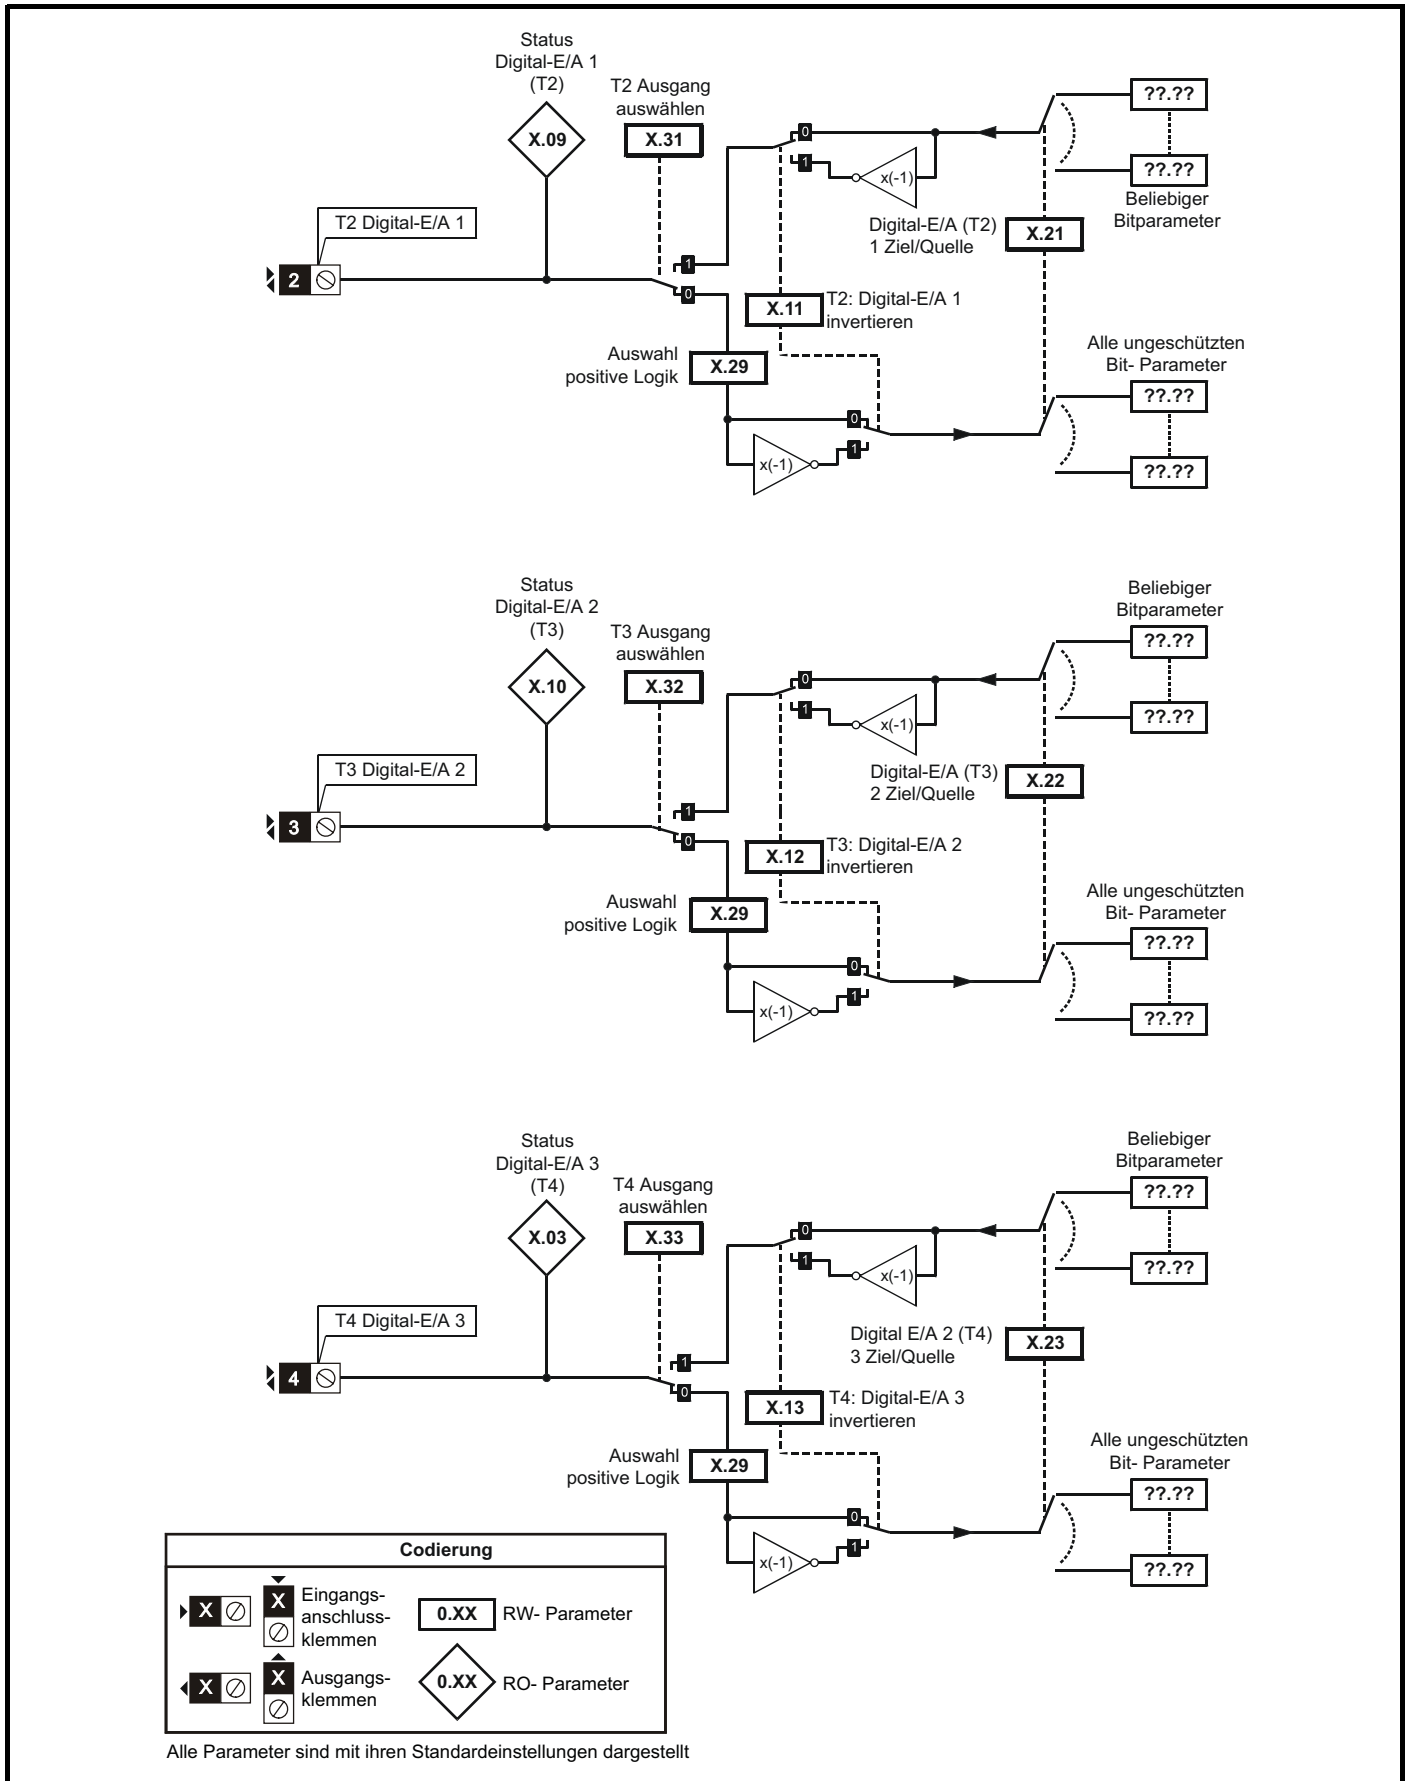 Status
Digital-E/A 1
(T2)
X.09
T2 Ausgang
auswählen
X.31
0
1
x(-1)
??.??
??.??
Beliebiger
Bitparameter
T2 Digital-E/A 1
2
1
0
Digital-E/A (T2)
1 Ziel/Quelle
X.21
X.11
T2: Digital-E/A 1
invertieren
Auswahl
positive Logik
X.29
0
1
x(-1)
Alle ungeschützten
Bit- Parameter
??.??
??.??
Status
Digital-E/A 2
(T3)
X.10
T3 Ausgang
auswählen
X.32
0
1
x(-1)
Beliebiger
Bitparameter
??.??
??.??
T3 Digital-E/A 2
3
1
0
Digital-E/A (T3)
2 Ziel/Quelle
X.22
X.12
T3: Digital-E/A 2
invertieren
Auswahl
positive Logik
X.29
0
1
x(-1)
Alle ungeschützten
Bit- Parameter
??.??
??.??
Status
Digital-E/A 3
(T4)
X.03
T4 Ausgang
auswählen
X.33
0
1
x(-1)
Beliebiger
Bitparameter
??.??
??.??
T4 Digital-E/A 3
4
1
0
Digital E/A 2 (T4)
3 Ziel/Quelle
X.23
X.13
T4: Digital-E/A 3
invertieren
Auswahl
positive Logik
X.29
0
1
x(-1)
Alle ungeschützten
Bit- Parameter
??.??
??.??
Codierung
X
X
Eingangs-
anschluss-
klemmen
0.XX
RW- Parameter
X
X
Ausgangs-
klemmen
0.XX
RO- Parameter
Alle Parameter sind mit ihren Standardeinstellungen dargestellt